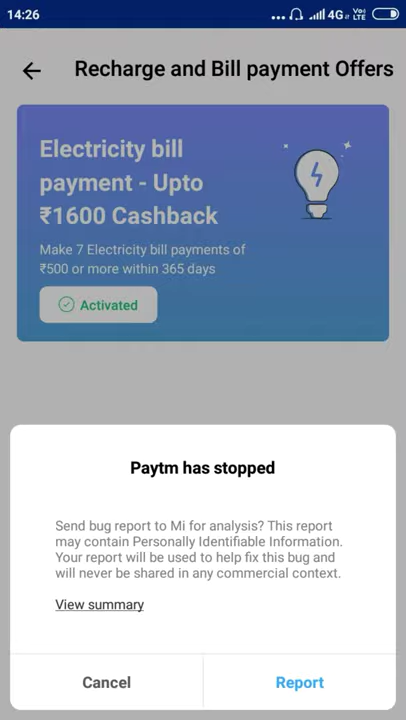 14:26
4G Vo) LTE
Recharge and Bill payment Offers
Electricity bill
payment - Upto
₹1600 Cashback
Make 7 Electricity bill payments of
₹500 or more within 365 days
Activated
Paytm has stopped
Send bug report to Mi for analysis? This report
may contain Personally Identifiable Information.
Your report will be used to help fix this bug and
will never be shared in any commercial context.
View summary
Cancel
Report